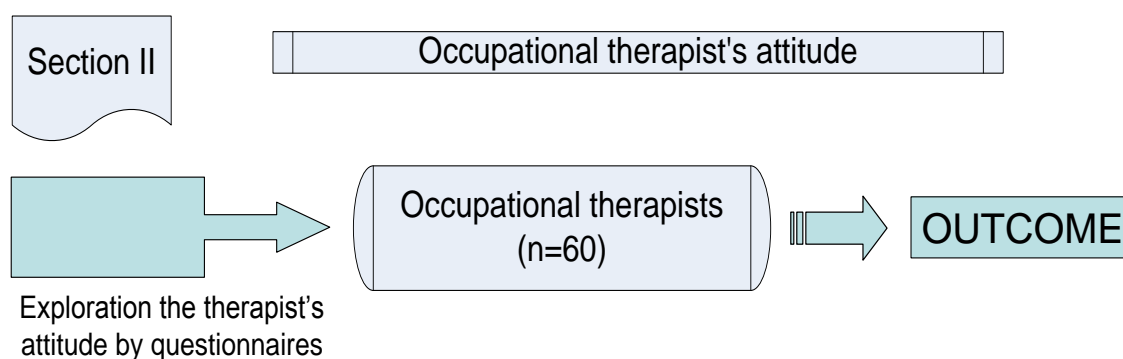 Section II
Occupational therapist's attitude
Occupational therapists
(n=60)
OUTCOME
Exploration the therapist's
attitude by questionnaires